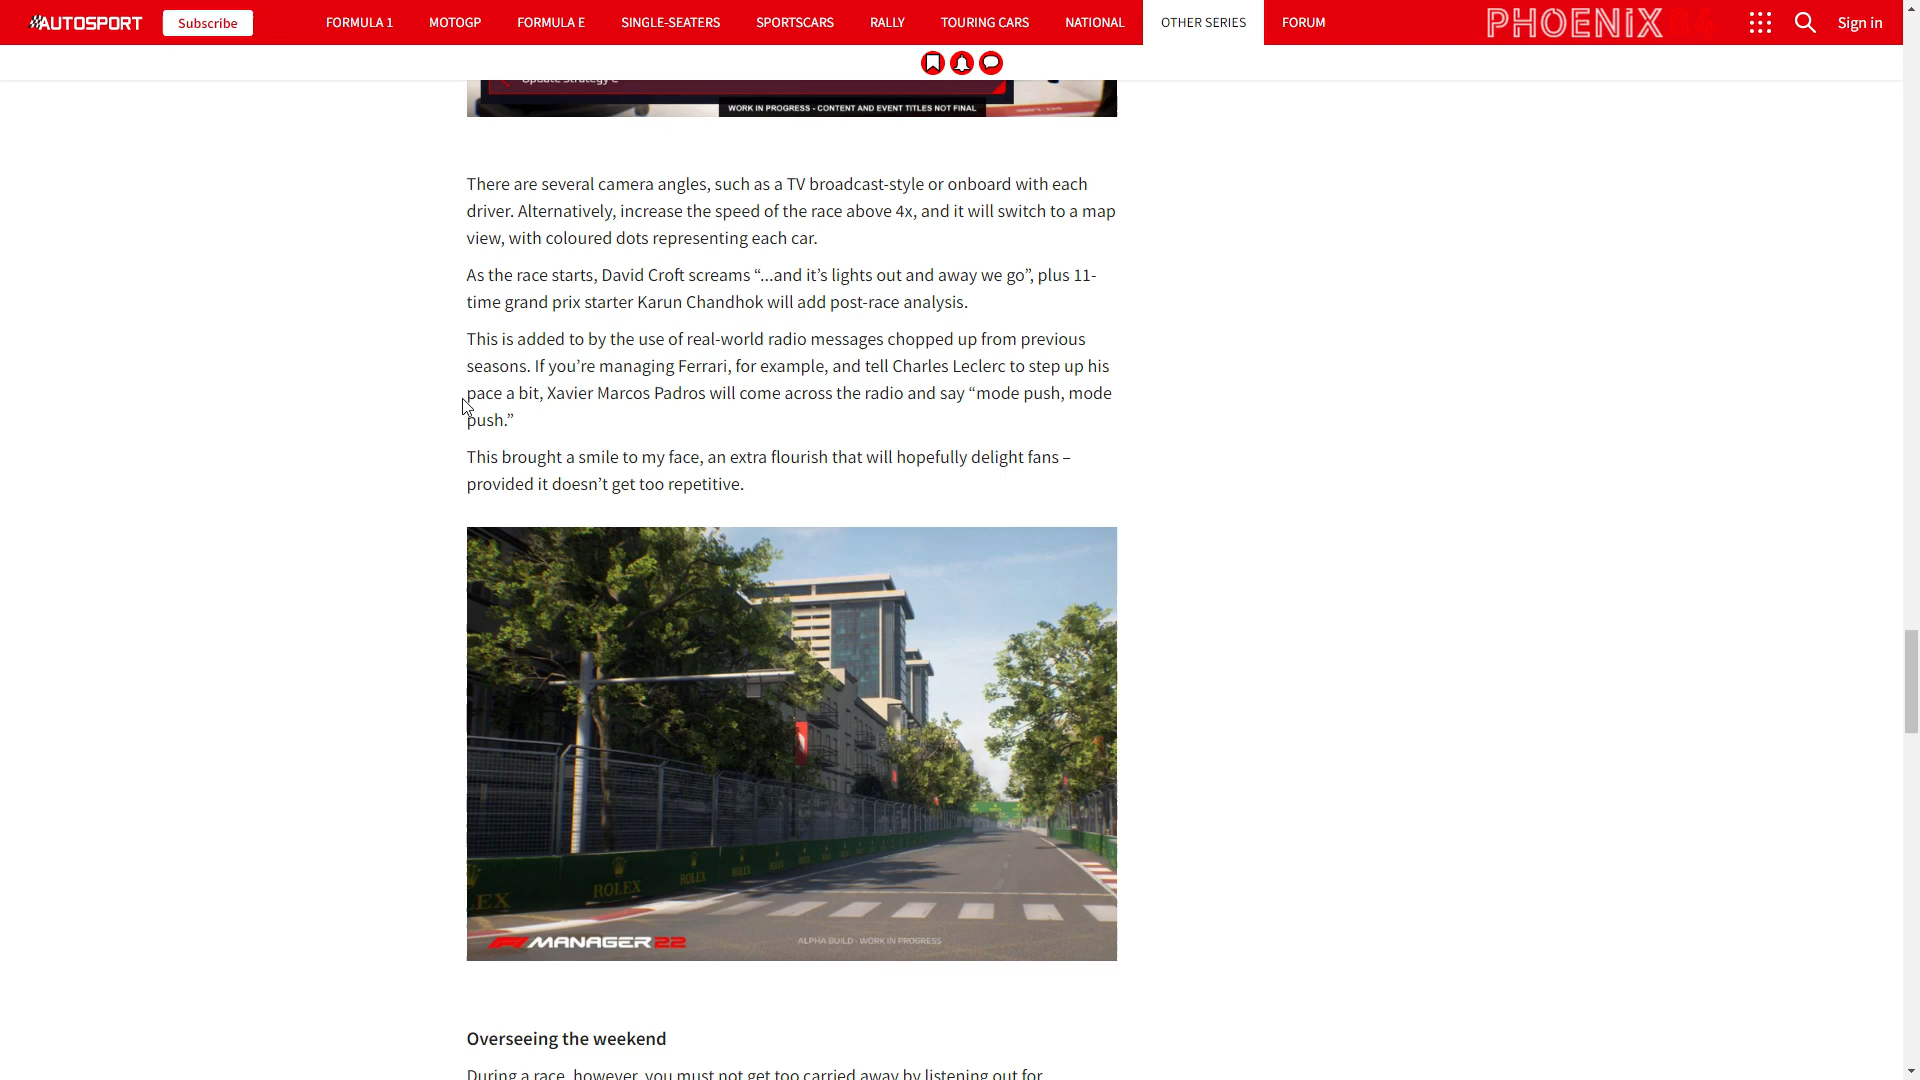 AUTOSPORT
Subscribe
FORMULA 1
MOTOGP
FORMULA E
SINGLE-SEATERS
SPORTSCARS
RALLY
TOURING CARS
NATIONAL
OTHER SERIES
FORUM
PHOENiX
Sign in
Update Strategy
WORK IN PROGRESS - CONTENT AND EVENT TITLES NOT FINAL
There are several camera angles, such as a TV broadcast-style or onboard with each
driver. Alternatively, increase the speed of the race above 4x, and it will switch to a map
view, with coloured dots representing each car.
As the race starts, David Croft screams “...and it’s lights out and away we go”, plus 11-
time grand prix starter Karun Chandhok will add post-race analysis.
This is added to by the use of real-world radio messages chopped up from previous
seasons. If you’re managing Ferrari, for example, and tell Charles Leclerc to step up his
pace a bit, Xavier Marcos Padros will come across the radio and say “mode push, mode
push.”
This brought a smile to my face, an extra flourish that will hopefully delight fans –
provided it doesn’t get too repetitive.
LEX
ROLEX
ROLEX
ROLEX
ROLEX
F1 MANAGER 22
ALPHA BUILD - WORK IN PROGRESS
Overseeing the weekend
During a race, however, you must not get too carried away by listening out for